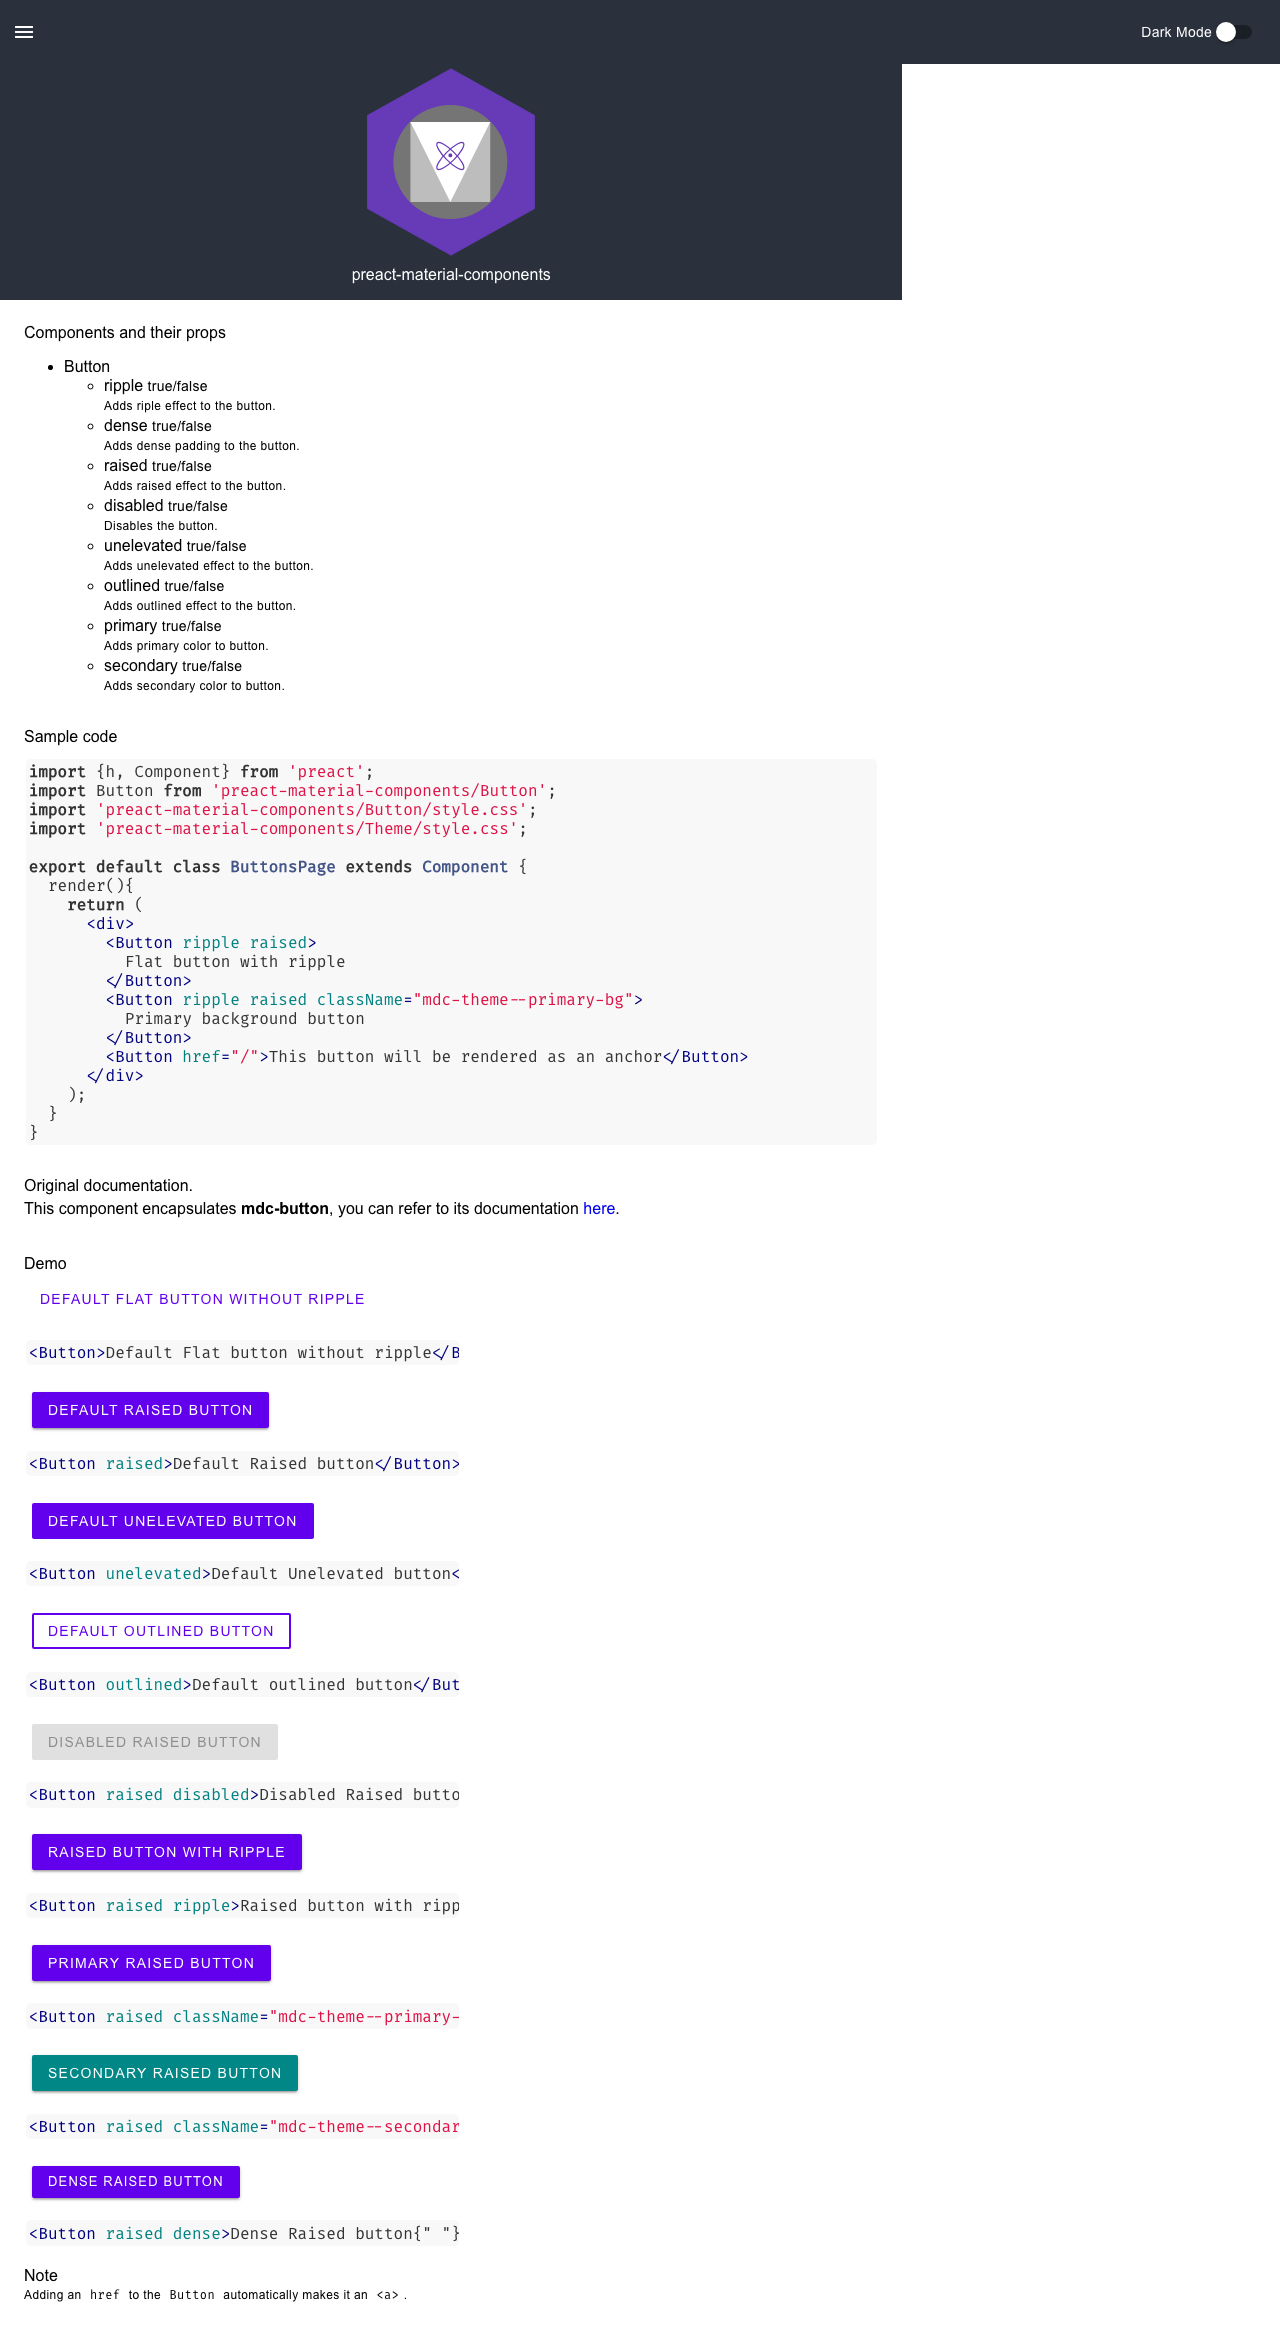 Dark Mode
preact-material-components
Components and their props
Button
ripple true/false
Adds riple effect to the button.
dense true/false
Adds dense padding to the button.
raised true/false
Adds raised effect to the button.
disabled true/false
Disables the button.
unelevated true/false
Adds unelevated effect to the button.
outlined true/false
Adds outlined effect to the button.
primary true/false
Adds primary color to button.
secondary true/false
Adds secondary color to button.
Sample code
import {h, Component} from 'preact';
import Button from 'preact-material-components/Button';
import 'preact-material-components/Button/style.css';
import 'preact-material-components/Theme/style.css';
export default class ButtonsPage extends Component {
render(){
return (
<div>
<Button ripple raised>
Flat button with ripple
</Button>
<Button ripple raised className="mdc-theme--primary-bg">
Primary background button
</Button>
<Button href="/">This button will be rendered as an anchor</Button>
</div>
);
}
}
Original documentation.
This component encapsulates mdc-button, you can refer to its documentation here.
Demo
DEFAULT FLAT BUTTON WITHOUT RIPPLE
<Button>Default Flat button without ripple</B
DEFAULT RAISED BUTTON
<Button raised>Default Raised button</Button>
DEFAULT UNELEVATED BUTTON
<Button unelevated>Default Unelevated button<
DEFAULT OUTLINED BUTTON
<Button outlined>Default outlined button</But
DISABLED RAISED BUTTON
<Button raised disabled>Disabled Raised butto
RAISED BUTTON WITH RIPPLE
<Button raised ripple>Raised button with ripp
PRIMARY RAISED BUTTON
<Button raised className="mdc-theme--primary-
SECONDARY RAISED BUTTON
<Button raised className="mdc-theme--secondar
DENSE RAISED BUTTON
<Button raised dense>Dense Raised button{" "}
Note
Adding an href to the Button automatically makes it an <a> .